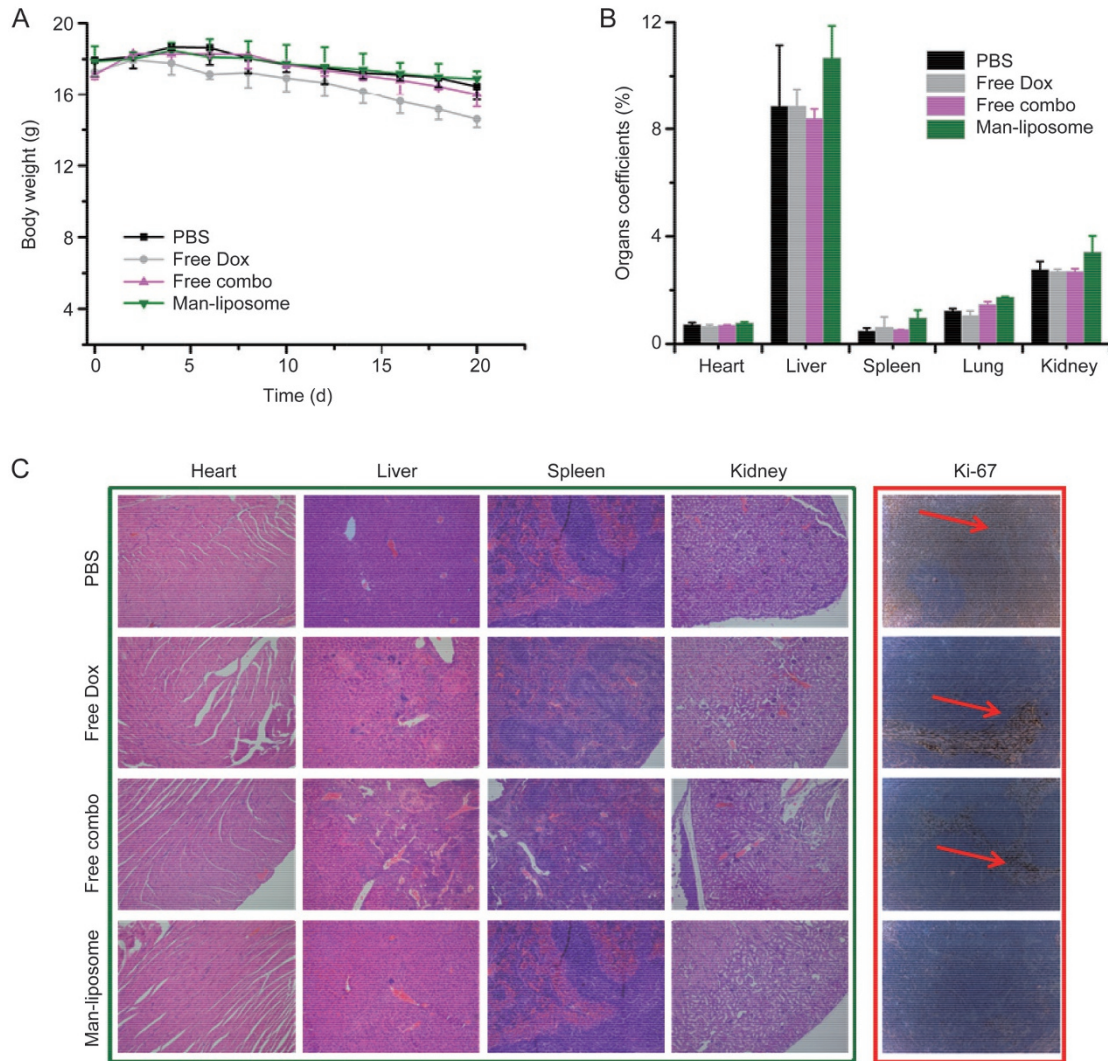 A
20
18
16
18
4
Body weight (g)
PBS
Free Dox
Free combo
Man-liposome
0
5
10
15
20
Time (d)
B
12
8
4
0
Organs coefficients (%)
PBS
Free Dox
Free combo
Man-liposome
Heart
Liver
Spleen
Lung
Kidney
C
Heart
Liver
Spleen
Kidney
Ki-67
PBS
Free Dox
Free combo
Man-liposome